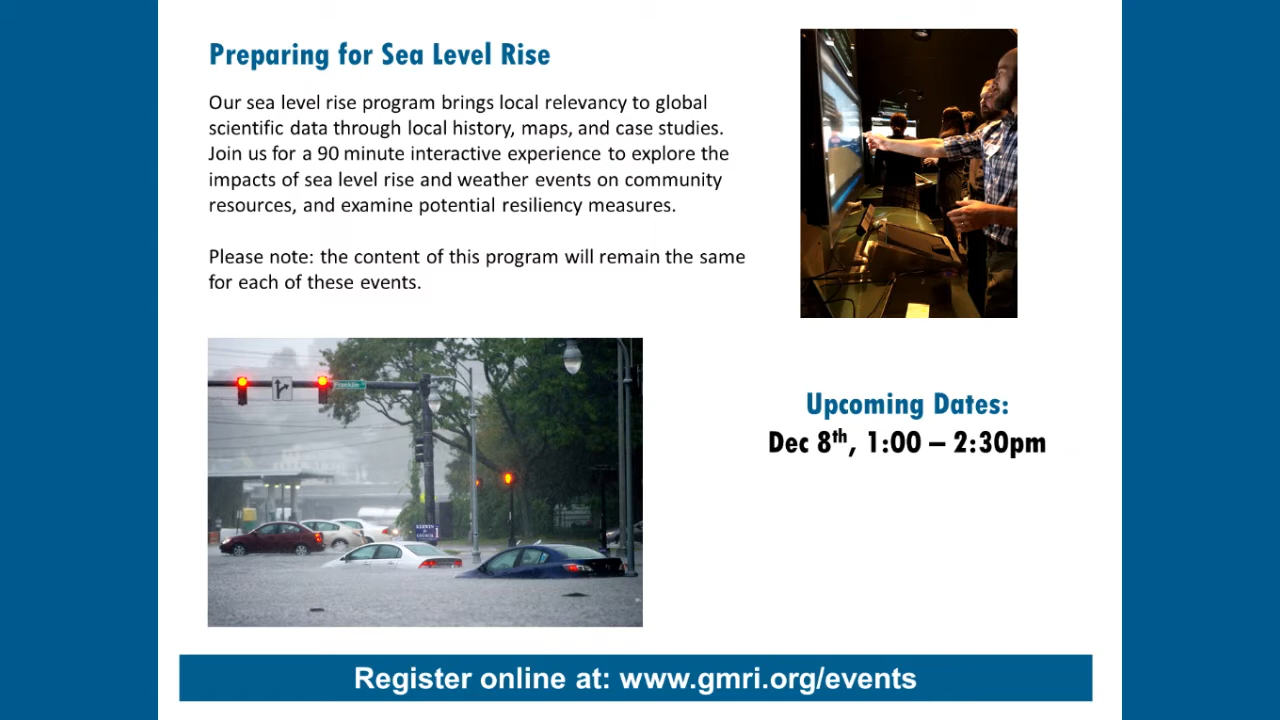 Preparing for Sea Level Rise
Our sea level rise program brings local relevancy to global
scientific data through local history, maps, and case studies.
Join us for a 90 minute interactive experience to explore the
impacts of sea level rise and weather events on community
resources, and examine potential resiliency measures.
Please note: the content of this program will remain the same
for each of these events.
Franklin
Upcoming Dates:
Dec 8th, 1:00 – 2:30pm
Register online at: www.gmri.org/events